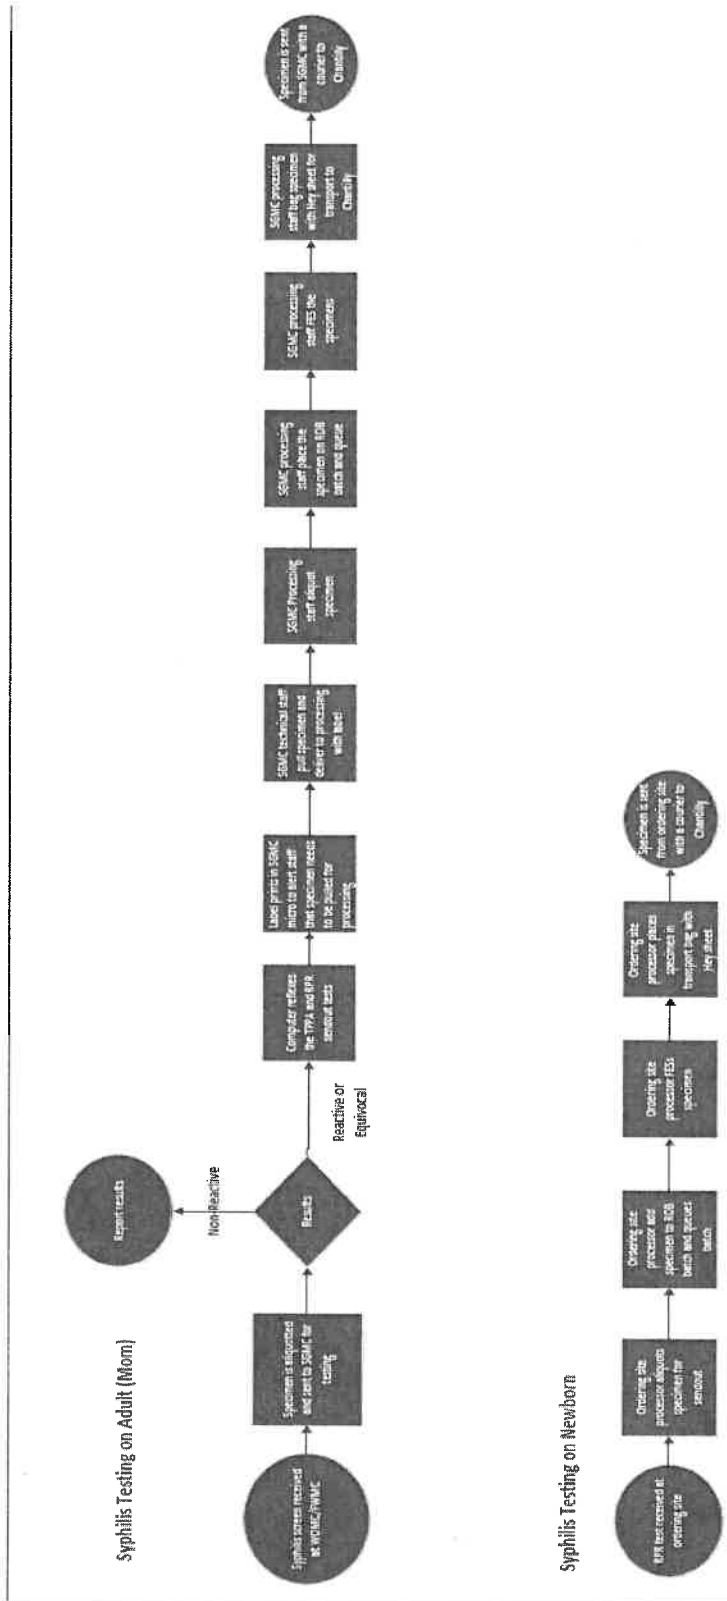 Syphilis Testing on Adult (Mom)
Syphilis screen received
at WOMC/FWMC
Specimen is aliquotted
and sent to SGMC for
testing
Results
Non-Reactive
Report results
Reactive or
Equivocal
Computer reflexes
the TPPA and RPR
sendout tests
Label prints in SGMC
micro to alert staff
that specimen needs
to be pulled for
processing
SGMC technical staff
pull specimen and
deliver to processing
with label
SGMC Processing
staff aliquot
specimen
SGMC processing
staff place the
specimen on RDB
batch and queue
SGMC processing
staff FES the
specimens
SGMC processing
staff bag specimen
with Hey sheet for
transport to
Chantilly
Specimen is sent
from SGMC with a
courier to
Chantilly
Syphilis Testing on Newborn
RPR test received at
ordering site
Ordering site
processor aliquots
specimen for
sendout
Ordering site
processor add
specimen to RDB
batch and queues
batch
Ordering site
processor FESs
specimen
Ordering site
processor places
specimen in
transport bag with
Hey sheet
Specimen is sent
from ordering site
with a courier to
Chantilly